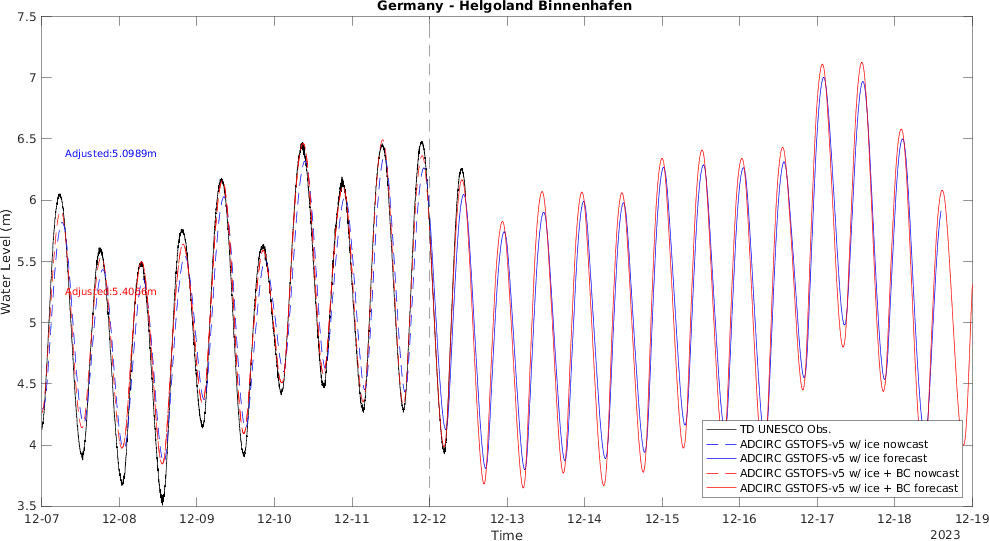 Germany - Helgoland Binnenhafen
7.5
7
6.5
6
5.5
5
4.5
4
3.5
Water Level (m)
Adjusted:5.0989m
Adjusted:5.4086m
TD UNESCO Obs.
ADCIRC GSTOFS-v5 w/ ice nowcast
ADCIRC GSTOFS-v5 w/ ice forecast
ADCIRC GSTOFS-v5 w/ ice + BC nowcast
ADCIRC GSTOFS-v5 w/ ice + BC forecast
12-07 12-08 12-09 12-10 12-11 12-12 12-13 12-14 12-15 12-16 12-17 12-18 12-19
Time
2023